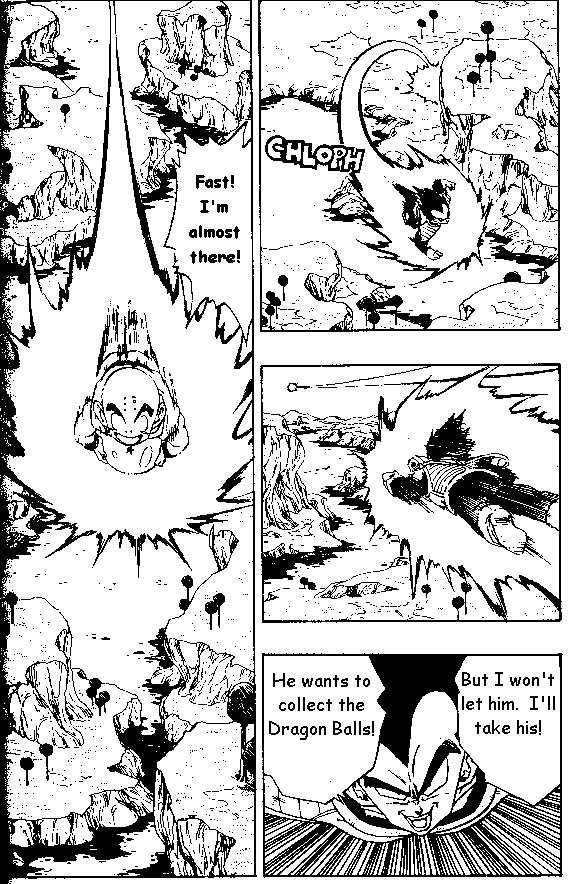 Fast!
I'm
almost
there!
CHLOPH
He wants to
collect the
Dragon Balls!
But I won't
let him. I'll
take his!